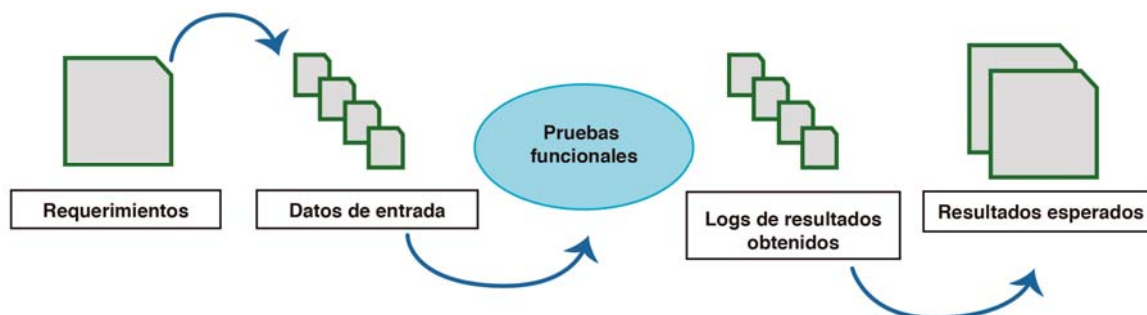 Requerimientos
Datos de entrada
Pruebas
funcionales
Logs de resultados
obtenidos
Resultados esperados